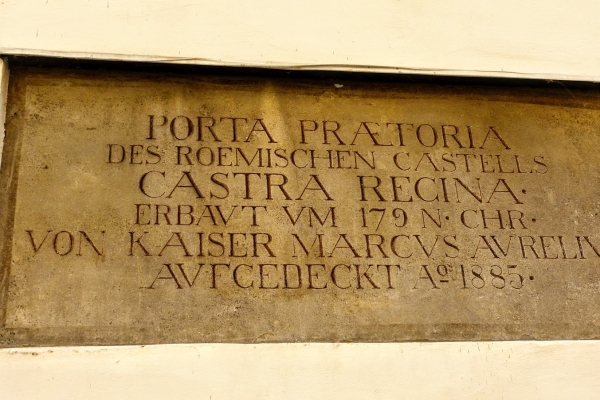 PORTA PRÆTORIA
DES ROEMISCHEN CASTELLS
CASTRA REGINA·
ERBAVT VM 179 N· CHR·
VON KAISER MARCVS AVRELIV
AVFGEDECKT Aº· 1885·